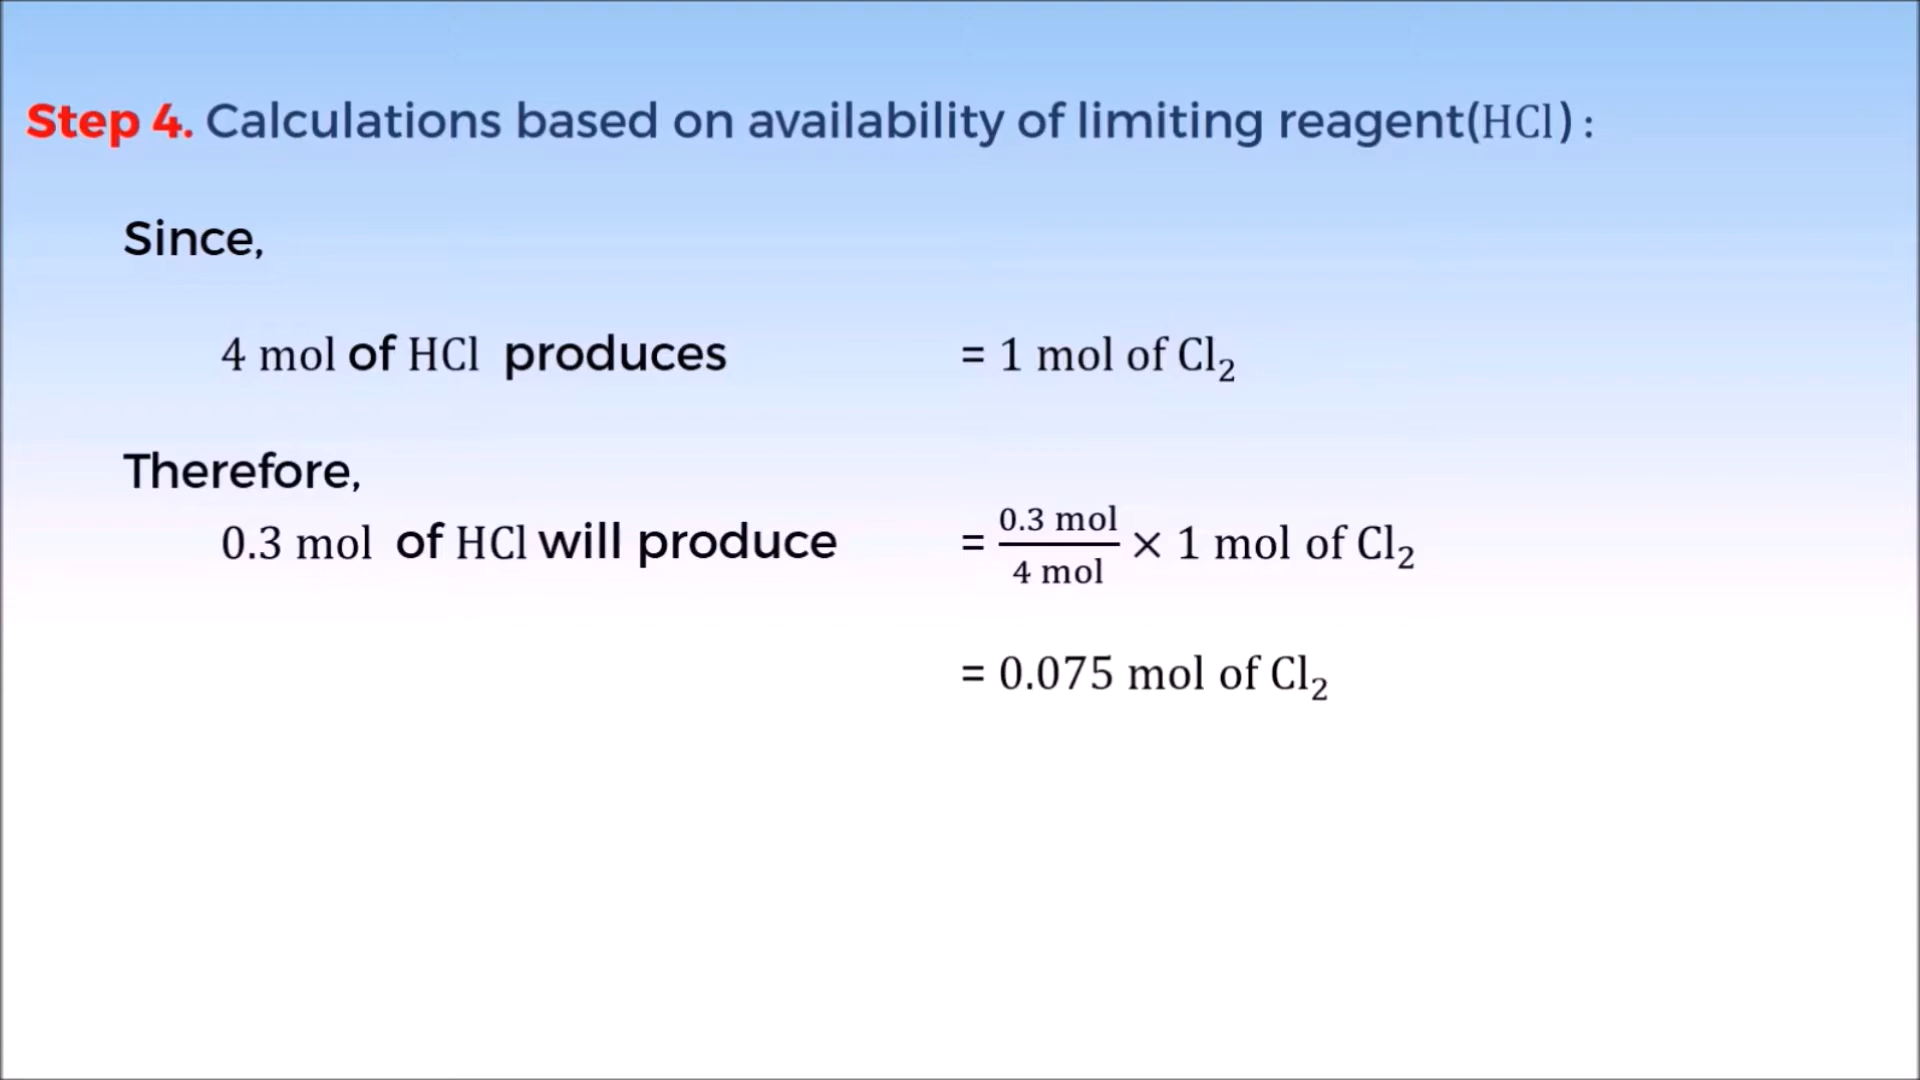 Step 4. Calculations based on availability of limiting reagent(HCl) :
Since,
4 mol of HCl produces = 1 mol of Cl₂
Therefore,
0.3 mol of HCl will produce = 0.3 mol / 4 mol × 1 mol of Cl₂
= 0.075 mol of Cl₂